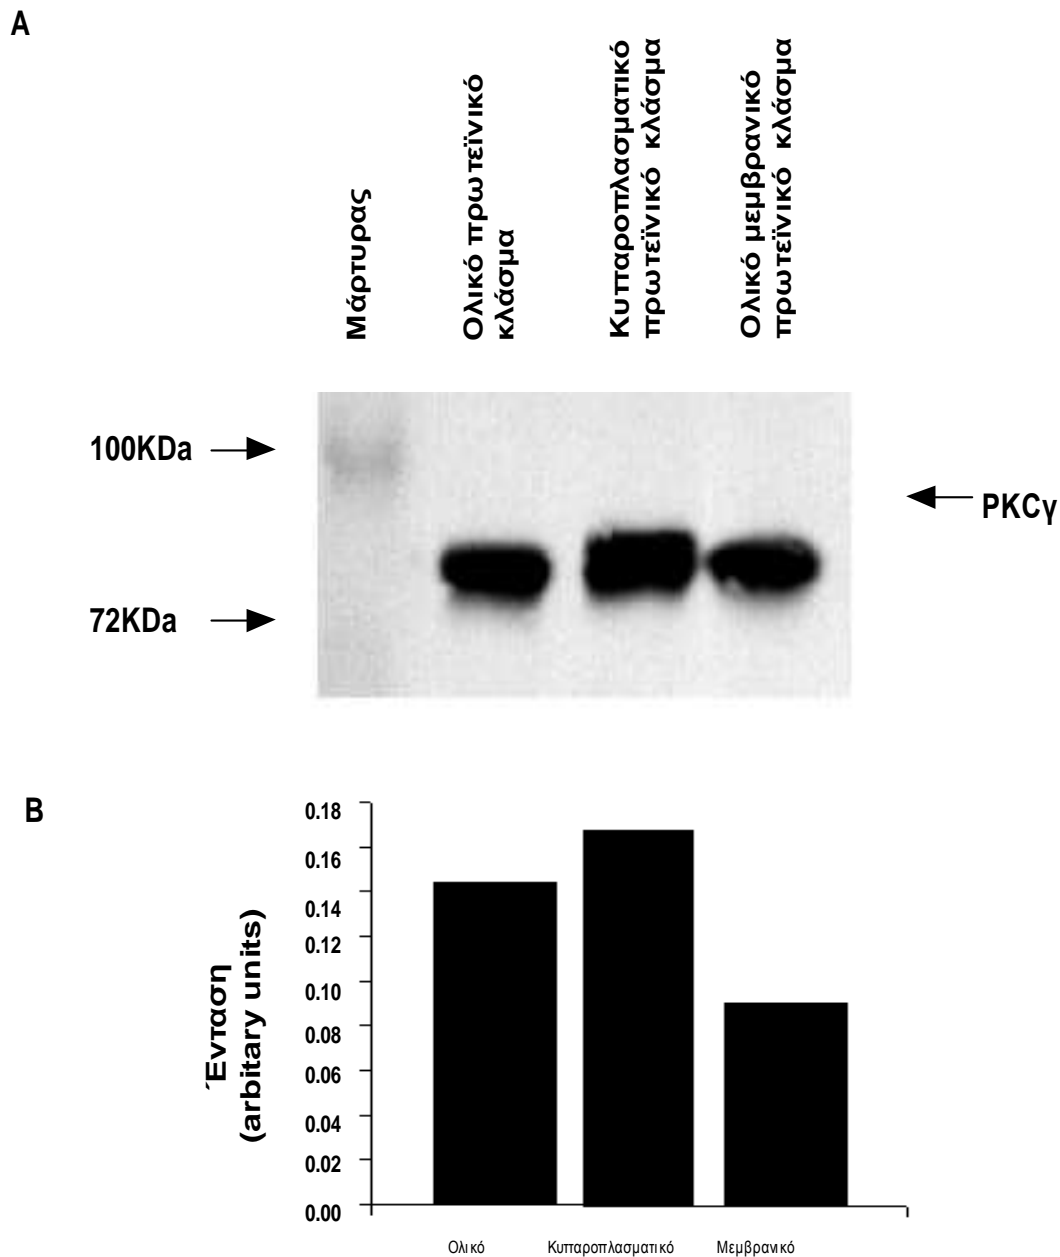 A
Μάρτυρας
Ολικό πρωτεϊνικό
κλάσμα
Κυτταροπλασματικό
πρωτεϊνικό κλάσμα
Ολικό μεμβρανικό
πρωτεϊνικό κλάσμα
100KDa
PKCγ
72KDa
B
0.18
0.16
0.14
0.12
0.10
0.08
0.06
0.04
0.02
0.00
Ένταση
(arbitary units)
Ολικό
Κυτταροπλασματικό
Μεμβρανικό